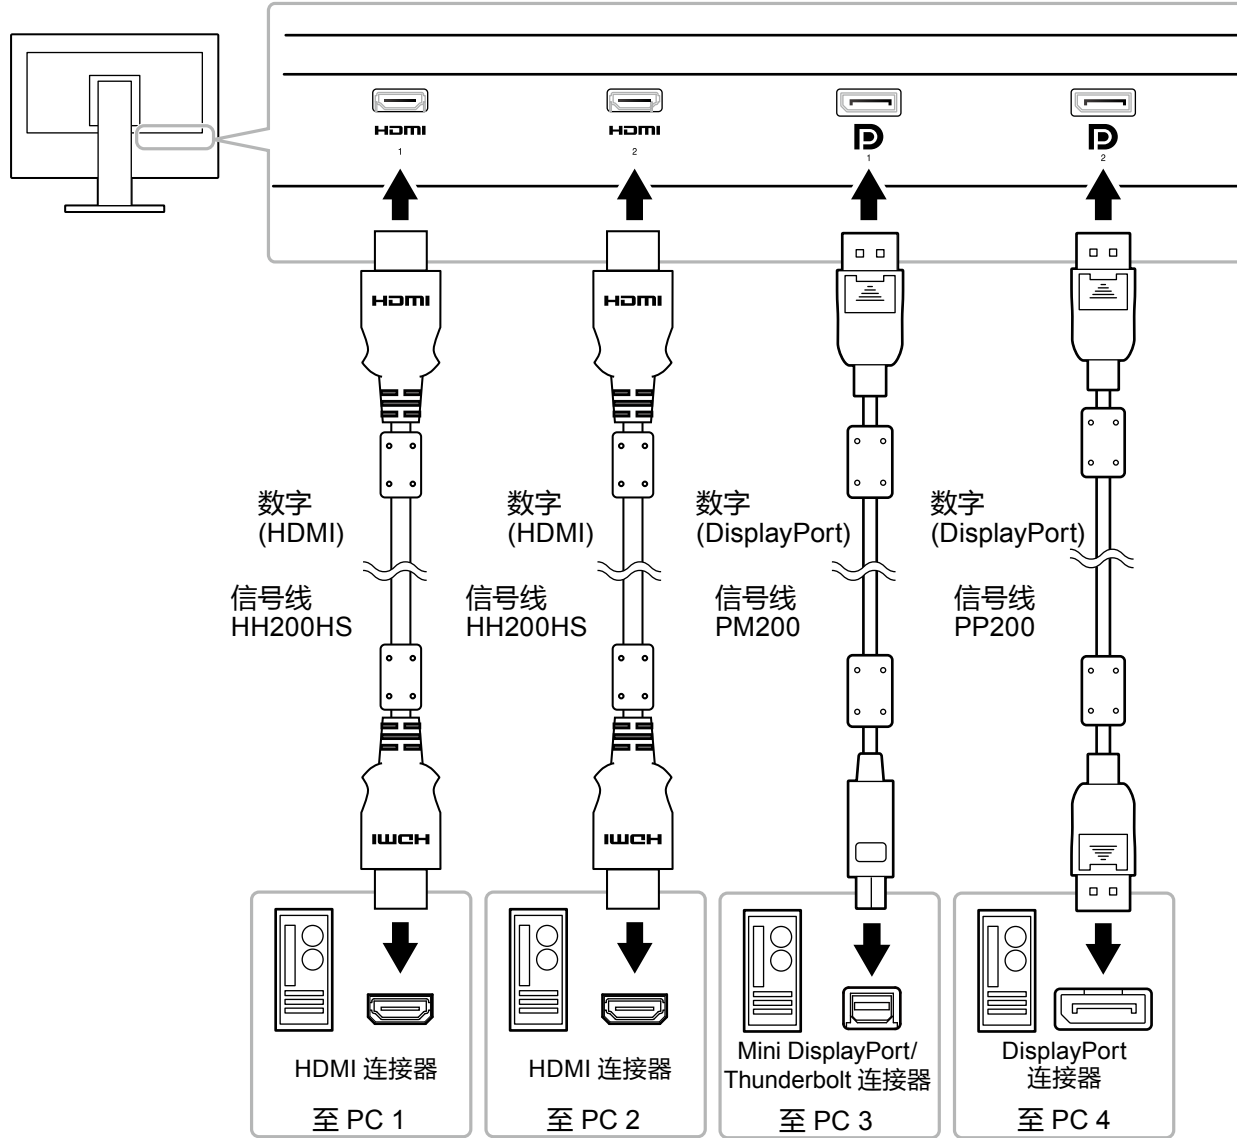 HDMI
1
HDMI
2
1
2
HDMI
HDMI
数字
(HDMI)
数字
(HDMI)
数字
(DisplayPort)
数字
(DisplayPort)
信号线
HH200HS
信号线
HH200HS
信号线
PM200
信号线
PP200
HDMI
HDMI
HDMI 连接器
至 PC 1
HDMI 连接器
至 PC 2
Mini DisplayPort/
Thunderbolt 连接器
至 PC 3
DisplayPort
连接器
至 PC 4